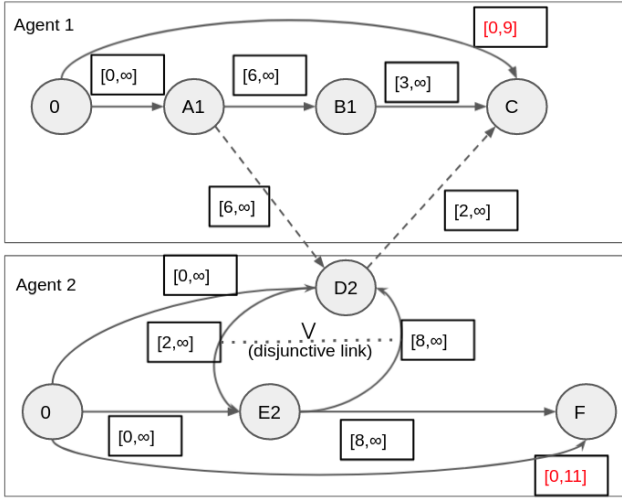 Agent 1
[0,9]
[0,∞]
[6,∞]
[3,∞]
0
A1
B1
C
[6,∞]
[2,∞]
Agent 2
[0,∞]
D2
[2,∞]
V
(disjunctive link)
[8,∞]
0
E2
F
[0,∞]
[8,∞]
[0,11]